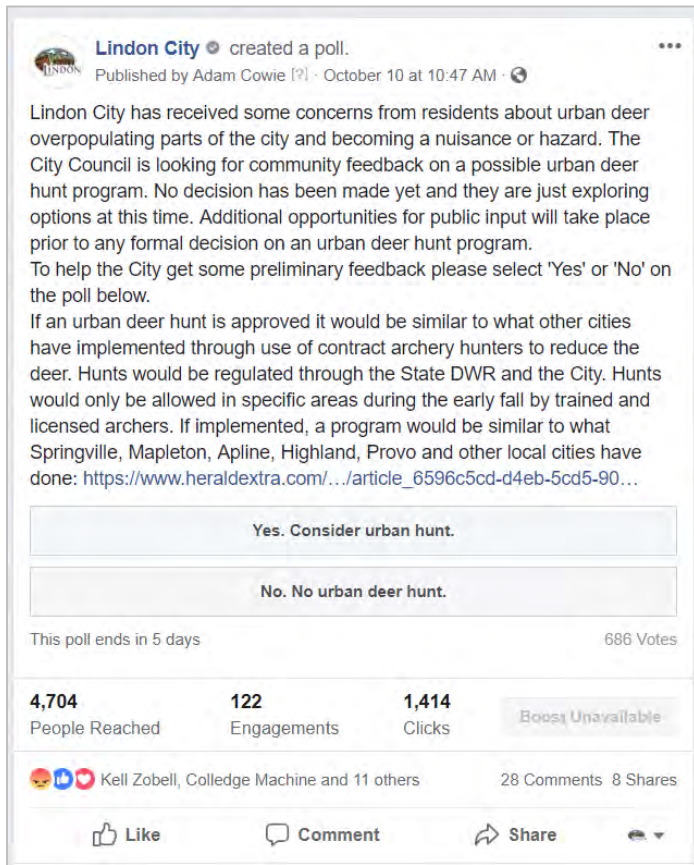 Lindon City created a poll.
Published by Adam Cowie [?] · October 10 at 10:47 AM ·
LINDON
Lindon City has received some concerns from residents about urban deer
overpopulating parts of the city and becoming a nuisance or hazard. The
City Council is looking for community feedback on a possible urban deer
hunt program. No decision has been made yet and they are just exploring
options at this time. Additional opportunities for public input will take place
prior to any formal decision on an urban deer hunt program.
To help the City get some preliminary feedback please select 'Yes' or 'No' on
the poll below.
If an urban deer hunt is approved it would be similar to what other cities
have implemented through use of contract archery hunters to reduce the
deer. Hunts would be regulated through the State DWR and the City. Hunts
would only be allowed in specific areas during the early fall by trained and
licensed archers. If implemented, a program would be similar to what
Springville, Mapleton, Apline, Highland, Provo and other local cities have
done: https://www.heraldextra.com/…/article_6596c5cd-d4eb-5cd5-90…
Yes. Consider urban hunt.
No. No urban deer hunt.
This poll ends in 5 days 686 Votes
4,704 122 1,414
People Reached Engagements Clicks
Boost Unavailable
Kell Zobell, Colledge Machine and 11 others 28 Comments 8 Shares
Like Comment Share